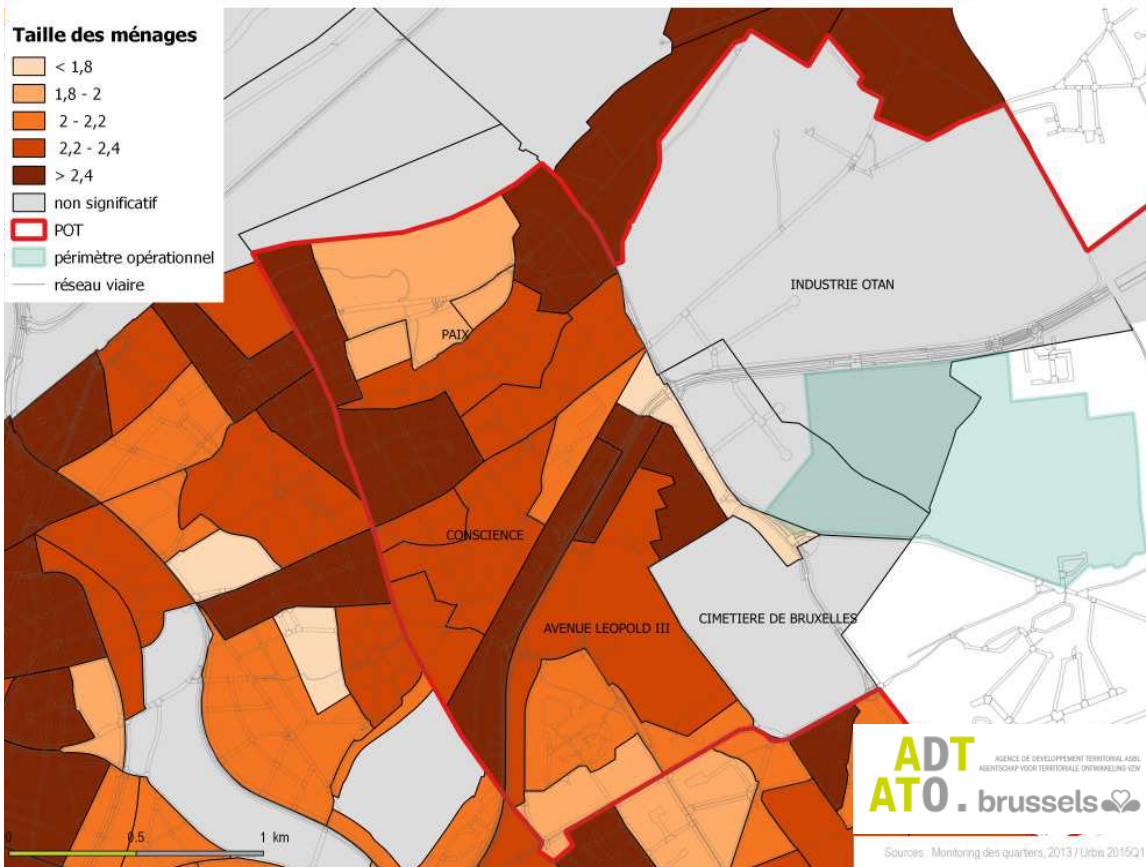 Taille des ménages
< 1,8
1,8 - 2
2 - 2,2
2,2 - 2,4
> 2,4
non significatif
POT
périmètre opérationnel
réseau viaire
INDUSTRIE OTAN
PAIX
CONSCIENCE
AVENUE LEOPOLD III
CIMETIERE DE BRUXELLES
ADT
ATO.
AGENCE DE DEVELOPPEMENT TERRITORIAL ASBL
AGENTSCHAP VOOR TERRITORIALE ONTWIKKELING VZW
brussels
0 0.5 1 km
Sources : Monitoring des quartiers, 2013 / Urbis 2015